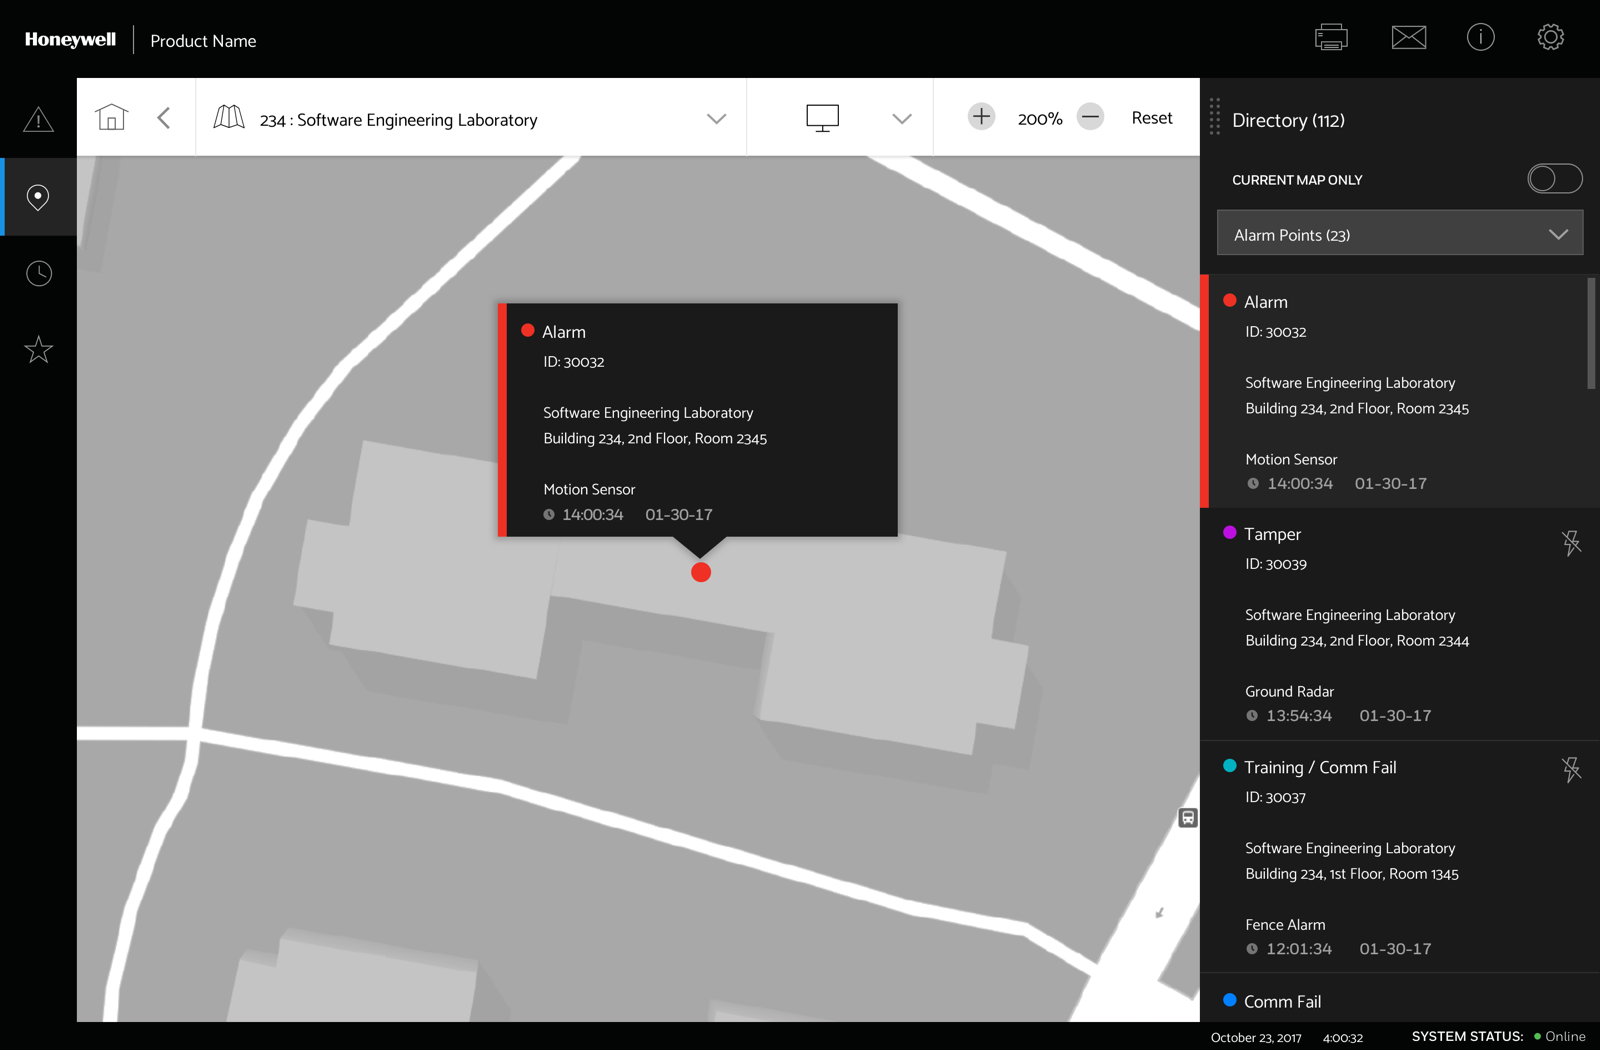 Honeywell
Product Name
234 : Software Engineering Laboratory
200%
Reset
Directory (112)
CURRENT MAP ONLY
Alarm Points (23)
Alarm
ID: 30032
Software Engineering Laboratory
Building 234, 2nd Floor, Room 2345
Motion Sensor
14:00:34 01-30-17
Alarm
ID: 30032
Software Engineering Laboratory
Building 234, 2nd Floor, Room 2345
Motion Sensor
14:00:34 01-30-17
Tamper
ID: 30039
Software Engineering Laboratory
Building 234, 2nd Floor, Room 2344
Ground Radar
13:54:34 01-30-17
Training / Comm Fail
ID: 30037
Software Engineering Laboratory
Building 234, 1st Floor, Room 1345
Fence Alarm
12:01:34 01-30-17
Comm Fail
October 23, 2017 4:00:32 SYSTEM STATUS: Online